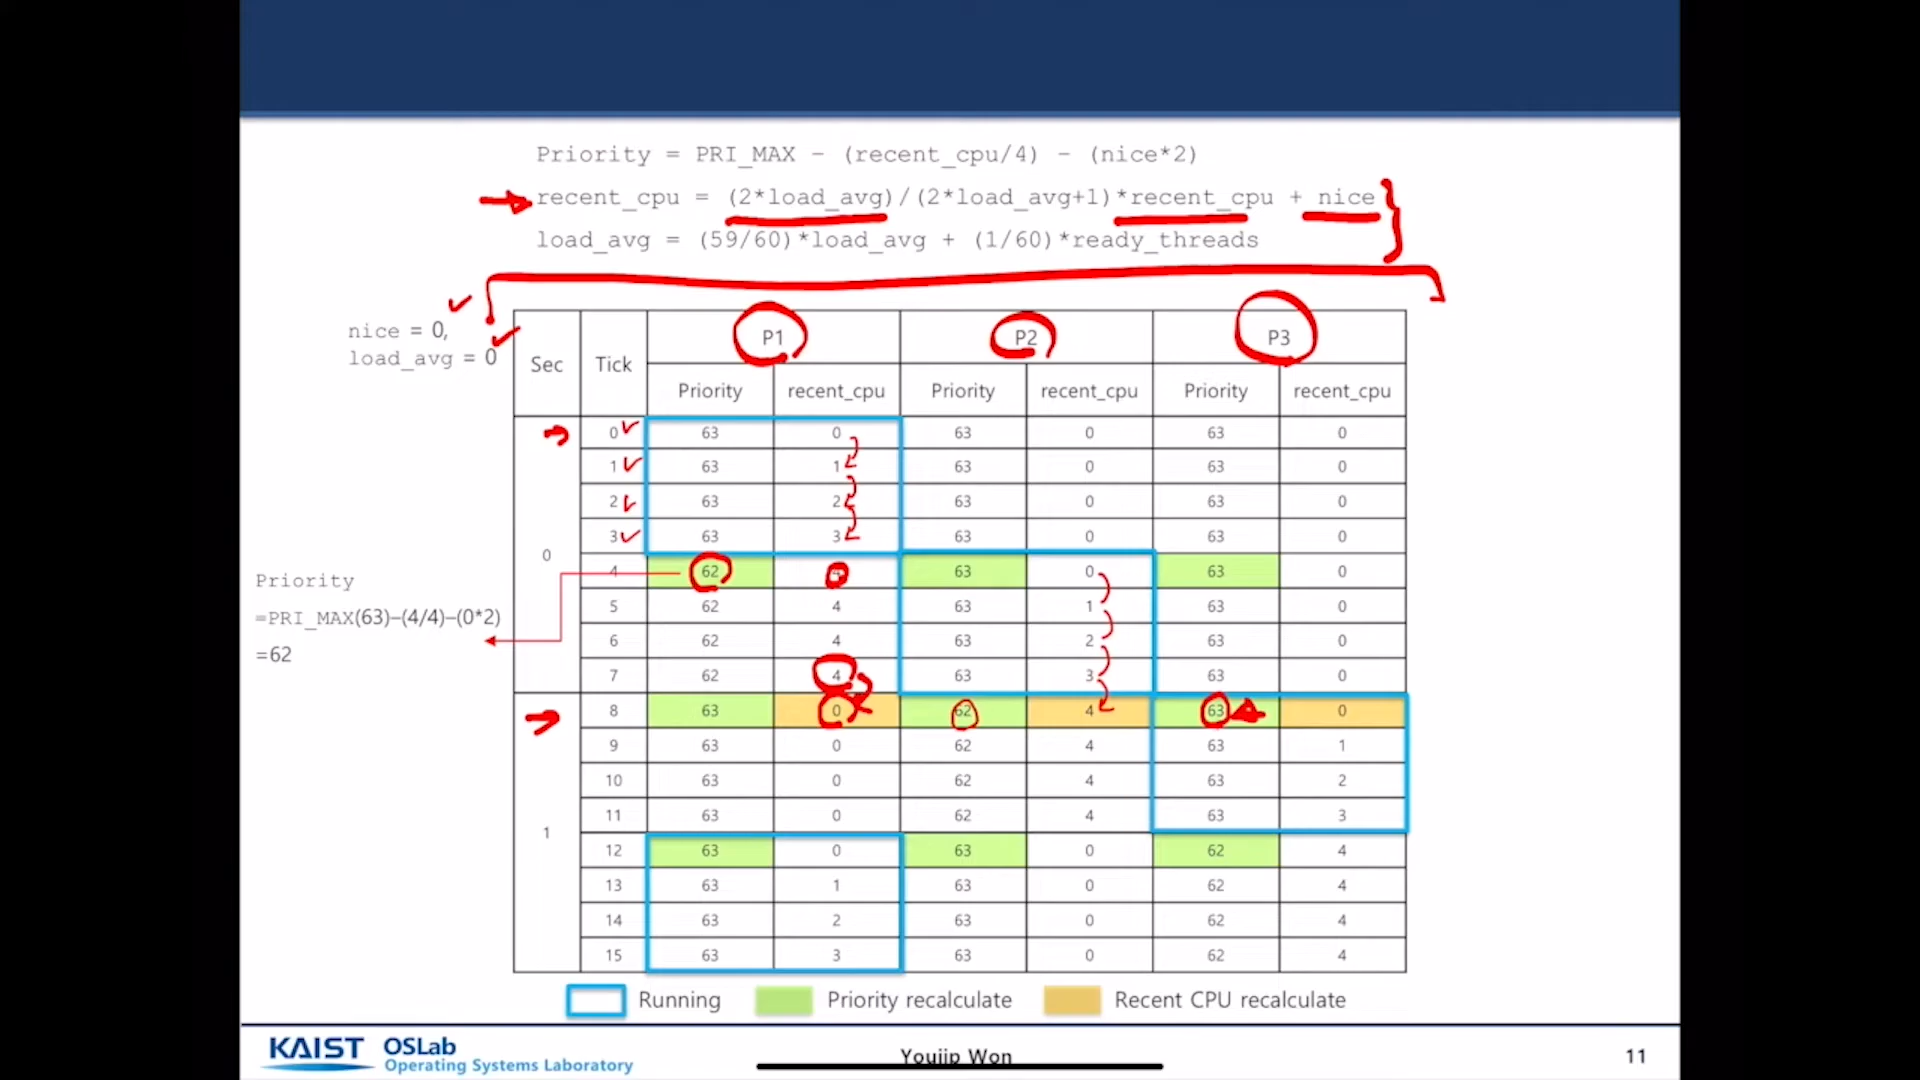 Priority = PRI_MAX − (recent_cpu/4) − (nice*2)
recent_cpu = (2*load_avg)/(2*load_avg+1)*recent_cpu + nice
load_avg = (59/60)*load_avg + (1/60)*ready_threads
nice = 0,
load_avg = 0
Sec Tick P1 P2 P3
Priority recent_cpu Priority recent_cpu Priority recent_cpu
0 63 0 63 0 63 0
1 63 1 63 0 63 0
2 63 2 63 0 63 0
3 63 3 63 0 63 0
0
4 62 63 0 63 0
5 62 4 63 1 63 0
6 62 4 63 2 63 0
7 62 4 63 3 63 0
8 63 0 62 4 63 0
9 63 0 62 4 63 1
10 63 0 62 4 63 2
11 63 0 62 4 63 3
1
12 63 0 63 0 62 4
13 63 1 63 0 62 4
14 63 2 63 0 62 4
15 63 3 63 0 62 4
Priority
=PRI_MAX(63)−(4/4)−(0*2)
=62
Running Priority recalculate Recent CPU recalculate
KAIST OSLab
Operating Systems Laboratory
Youjip Won
11